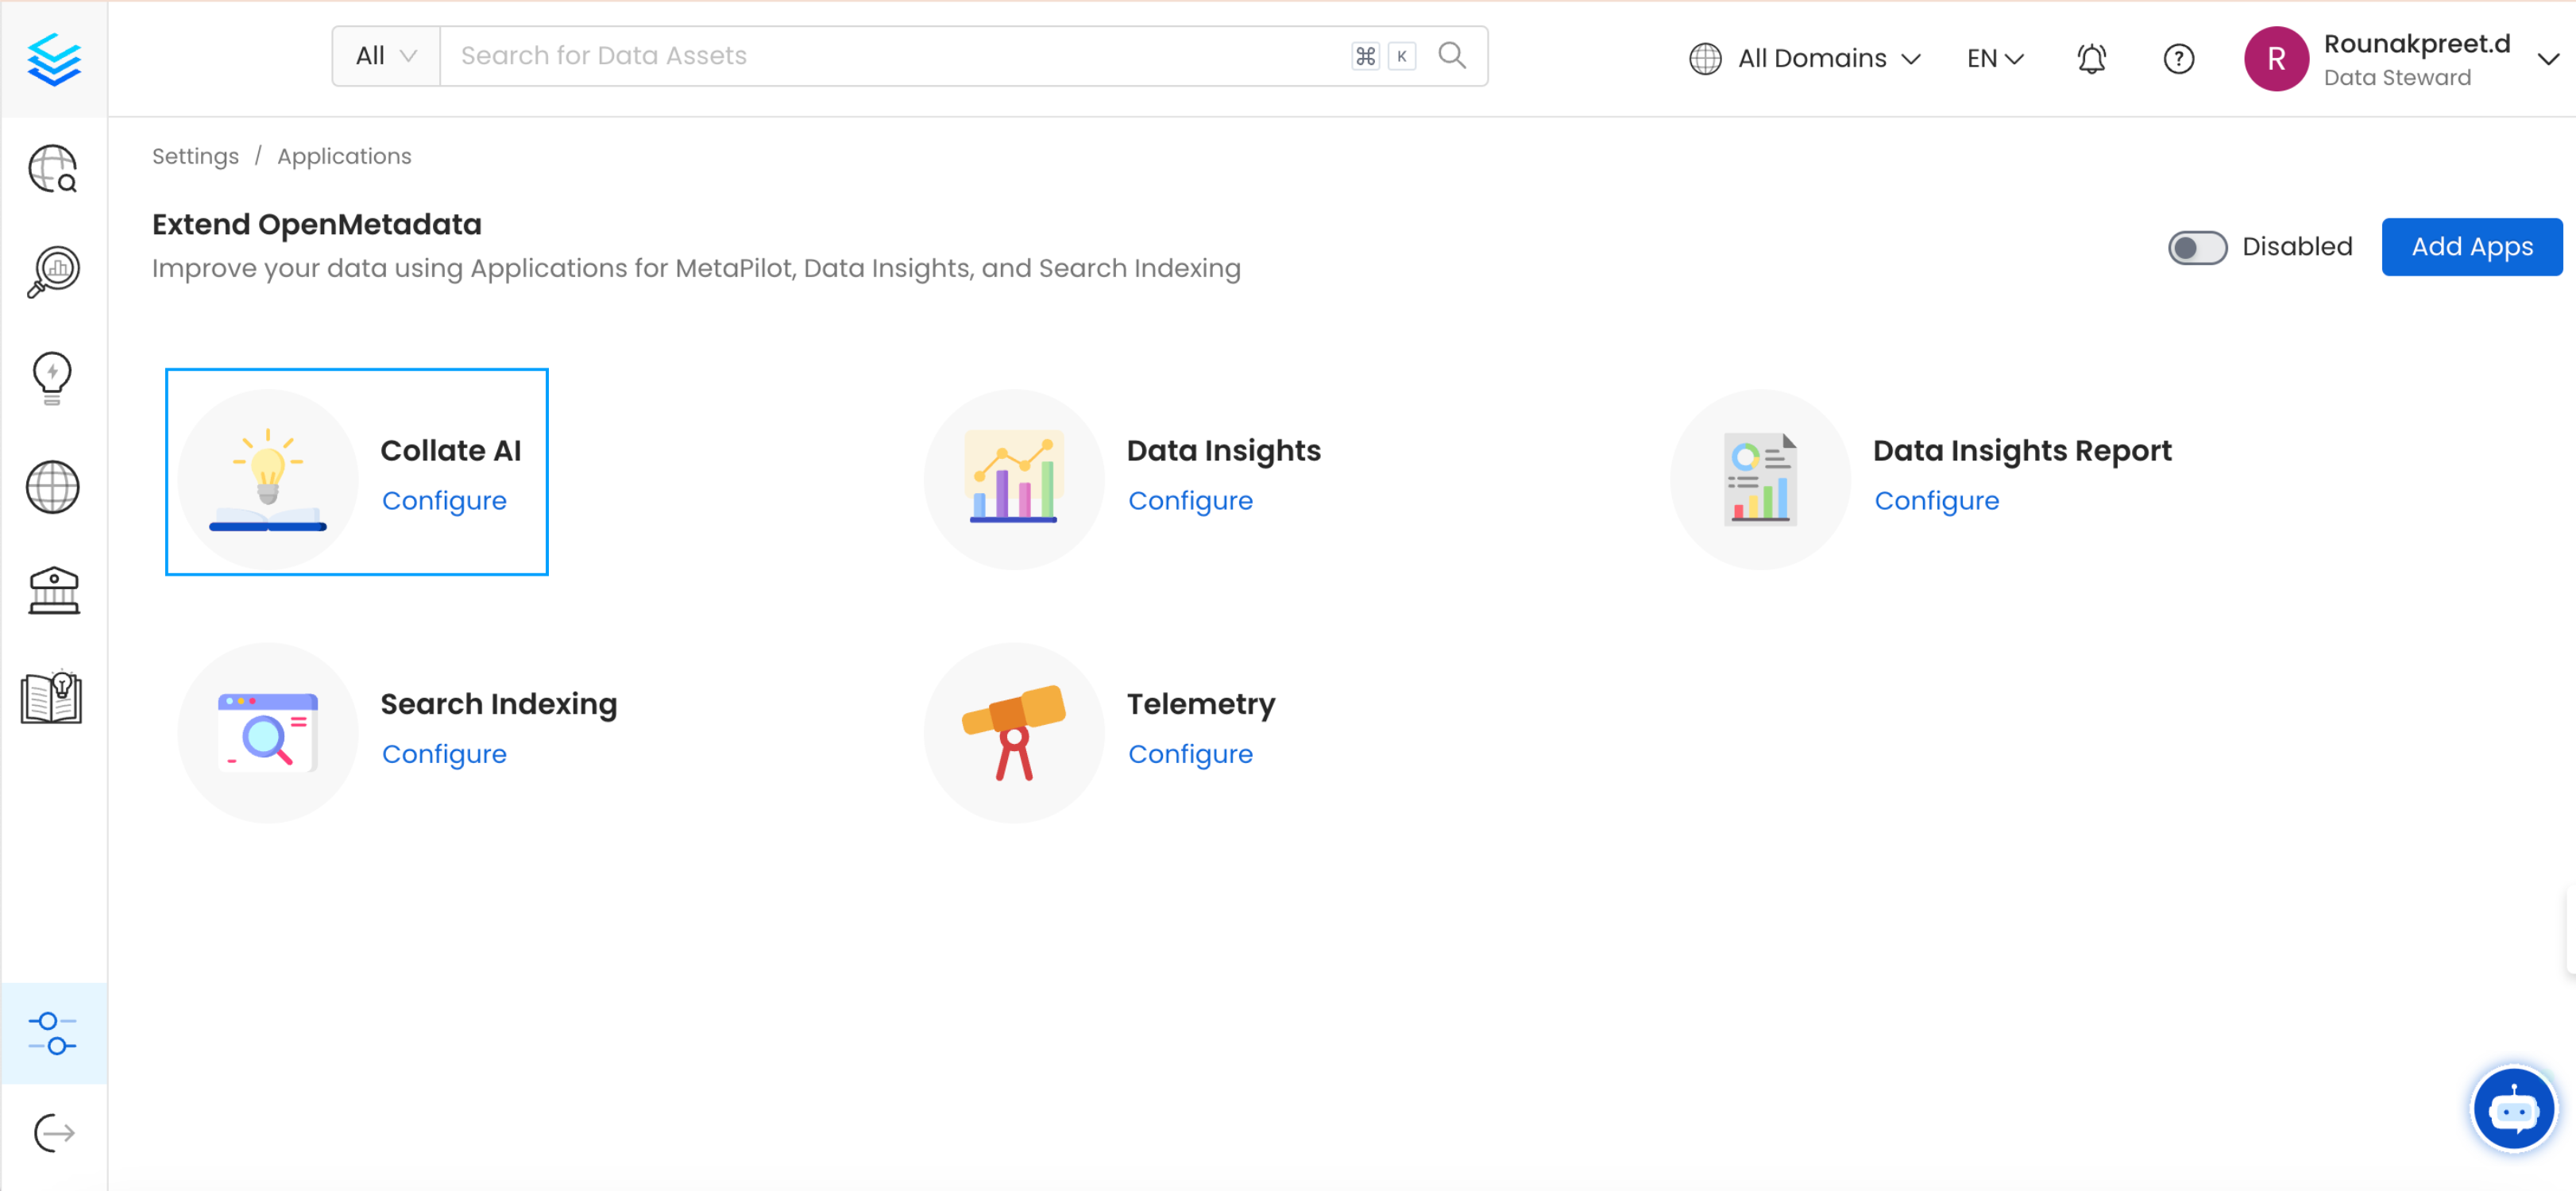 All Search for Data Assets ⌘ K All Domains EN ? R Rounakpreet.d
Data Steward
Settings / Applications
Extend OpenMetadata
Improve your data using Applications for MetaPilot, Data Insights, and Search Indexing
Disabled Add Apps
Collate AI
Configure
Data Insights
Configure
Data Insights Report
Configure
Search Indexing
Configure
Telemetry
Configure